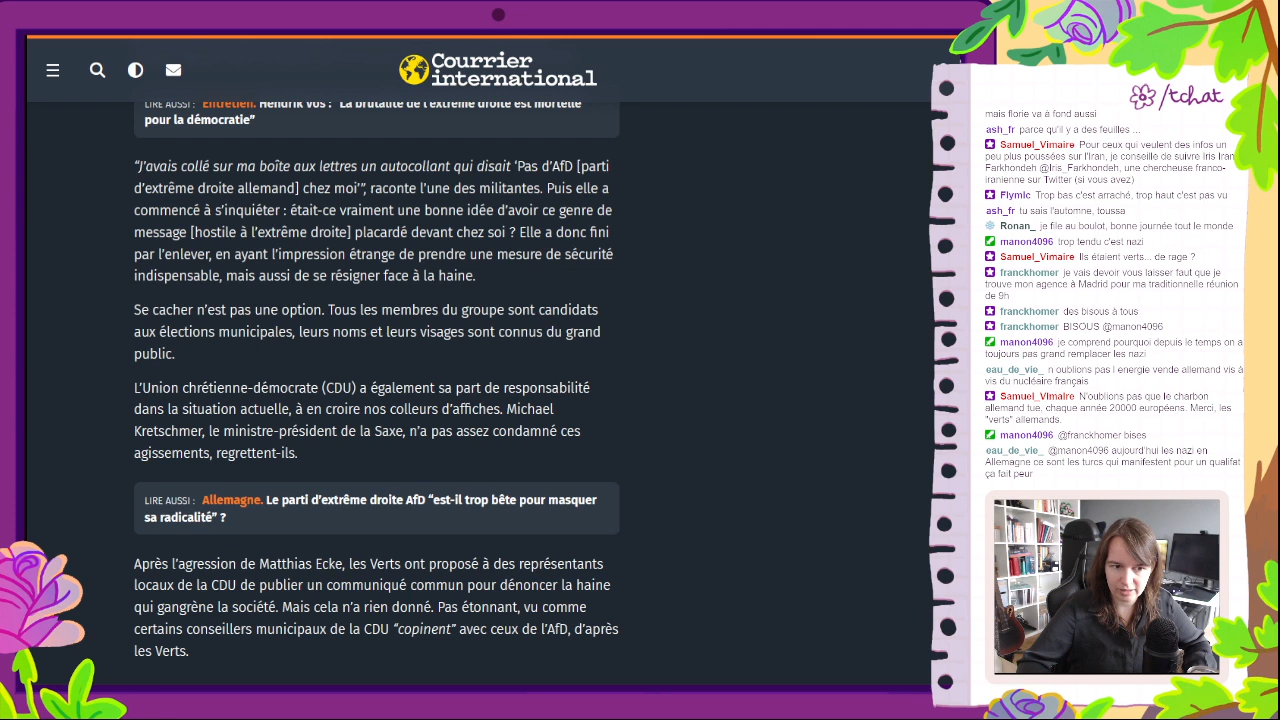 Courrier
international
LIRE AUSSI : Entretien. Hendrik Vos : “La brutalité de l’extrême droite est mortelle
pour la démocratie”
“J’avais collé sur ma boîte aux lettres un autocollant qui disait ‘Pas d’AfD [parti
d’extrême droite allemand] chez moi’”, raconte l’une des militantes. Puis elle a
commencé à s’inquiéter : est-ce vraiment une bonne idée d’avoir ce genre de
message [hostile à l’extrême droite] placardé devant chez soi ? Elle a donc fini
par l’enlever, en ayant l’impression étrange de prendre une mesure de sécurité
indispensable, mais aussi de se résigner face à la haine.
Se cacher n’est pas une option. Tous les membres du groupe sont candidats
aux élections municipales, leurs noms et leurs visages sont connus du grand
public.
L’Union chrétienne-démocrate (CDU) a également sa part de responsabilité
dans la situation actuelle, à en croire nos colleurs d’affiches. Michael
Kretschmer, le ministre-président de la Saxe, n’a pas assez condamné ces
agissements, regrettent-ils.
LIRE AUSSI : Allemagne. Le parti d’extrême droite AfD “est-il trop bête pour masquer
sa radicalité” ?
Après l’agression de Matthias Ecke, les Verts ont proposé à des représentants
locaux de la CDU de publier un communiqué commun pour dénoncer la haine
qui gangrène la société. Mais cela n’a rien donné. Pas étonnant, vu comme
certains conseillers municipaux de la CDU “copinent” avec ceux de l’AfD, d’après
les Verts.
/tchat
mais florie va à fond aussi
ash_fr parce qu'il y a des feuilles ...
Samuel_Vimaire Pour ceux qui veulent des infos un
peu plus poussées sur l'Iran, je conseille de suivre Iris Iran
Farkhondeh @Iris_Farkhondeh, une chercheuse franco-
iranienne sur Twitter (si vous avez)
Flymic Trop bas c'est arraché, trop haut c'est pas vu
ash_fr tu sais l'automne, toussa
Ronan_ je file au boulot, bonne journée tout le monde
manon4096 trop tendu c'est nazi
Samuel_Vimaire Ils étaient verts... de rage ?
franckhomer je vais devoir vous laisser faut que je
trouve mon agence à Madrid pour ma traditionnelle réunion
de 9h
franckhomer des bisous à tous
franckhomer BISOUS @manon4096
manon4096 je comprend pourquoi depuis le temps on a
toujours pas grand remplacer les nazi
eau_de_vie_ n oublions pas l energie vende allemand vis à
vis du nucléaire français
Samuel_Vimaire N'oublions pas que le charbon
allemand tue, chaque année 20000 européens. Merci, les
"verts" allemands.
manon4096 @franckhomer bises
eau_de_vie_ @manon4096 aujourd'hui les nazi en
Allemagne ce sont les turcs qui manifestent pour un qualifat
ça fait peur